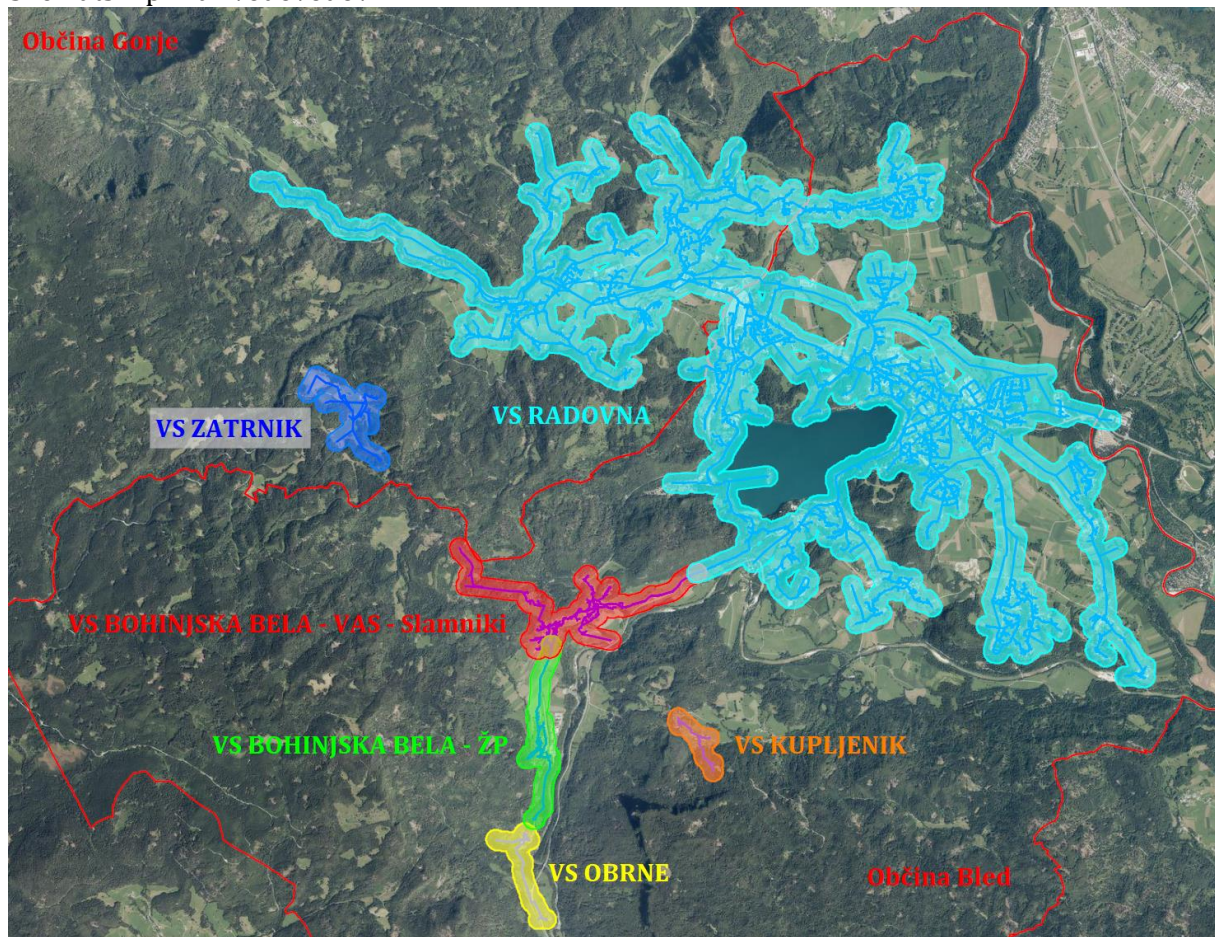 Občina Gorje
VS RADOVNA
VS ZATRNIK
VS BOHINJSKA BELA - VAS - Slamniki
VS BOHINJSKA BELA - ŽP
VS KUPLJENIK
VS OBRNE
Občina Bled